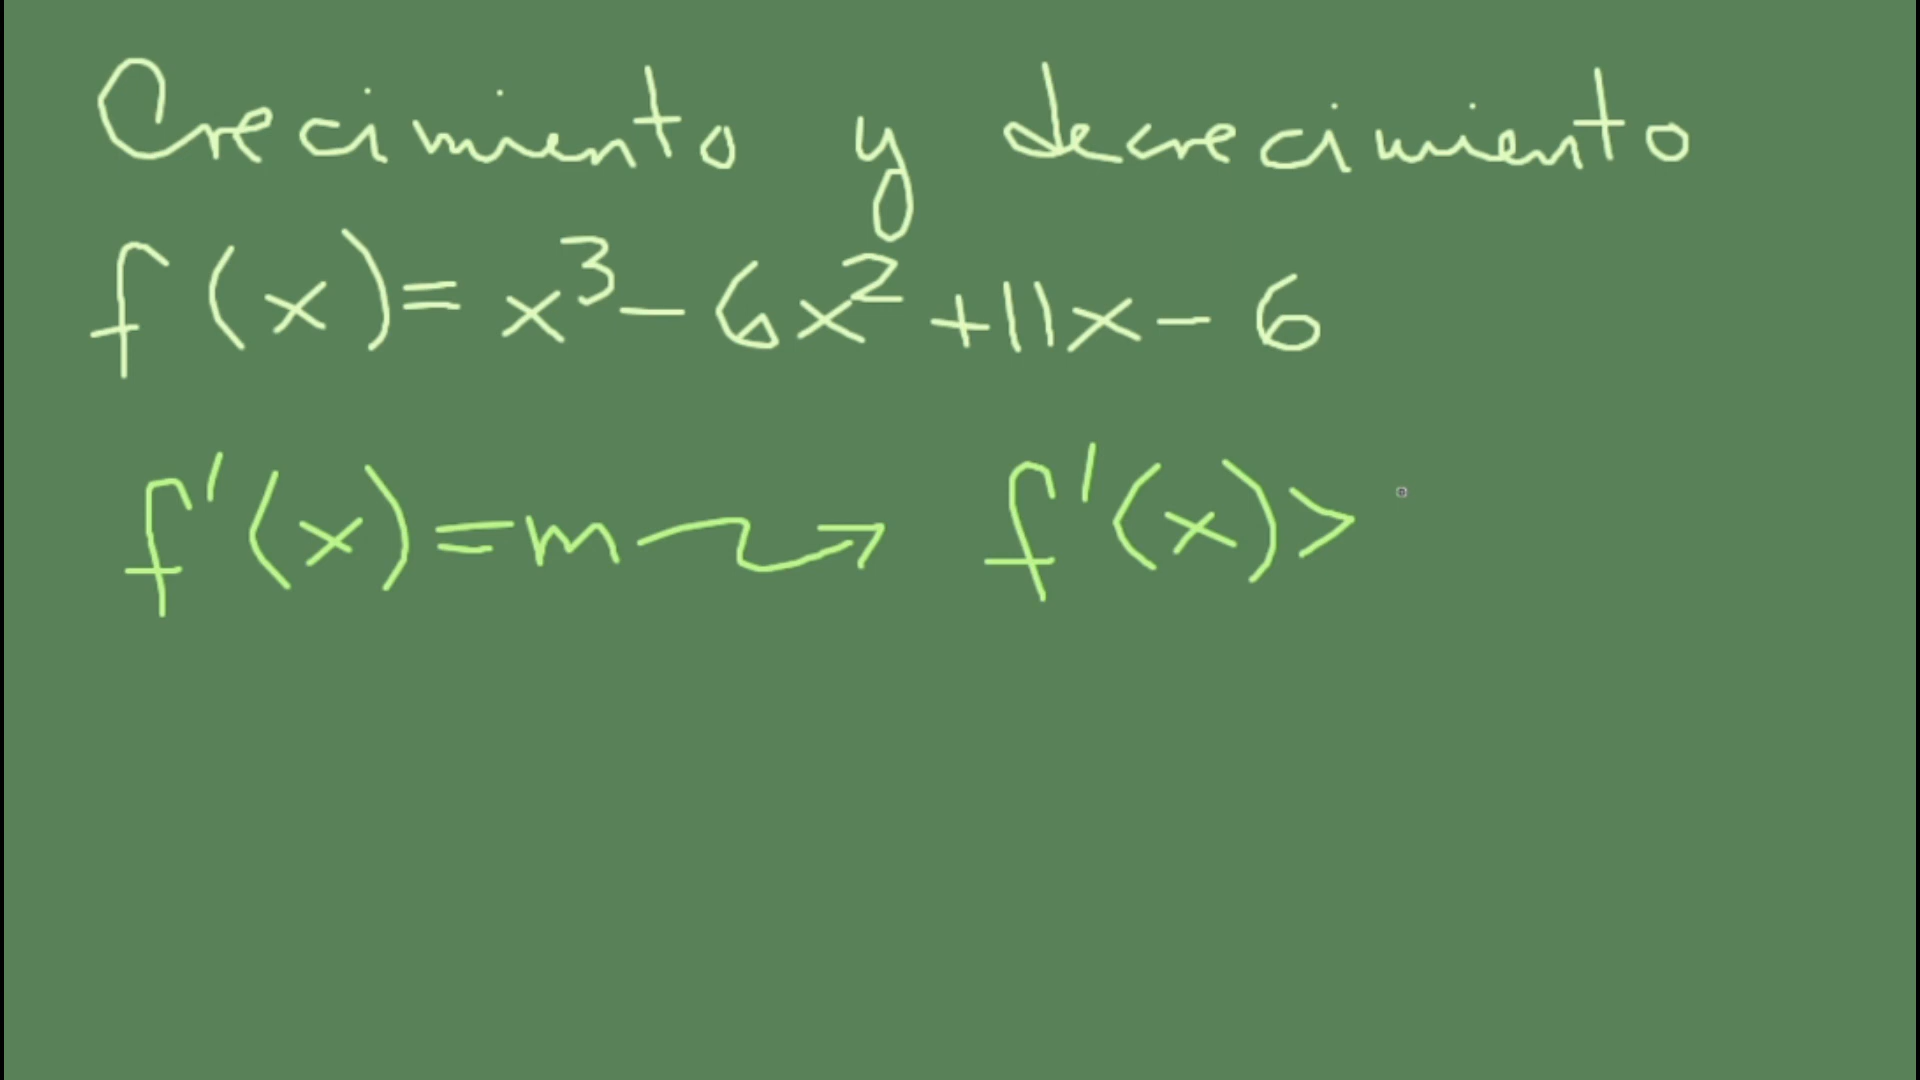 Crecimiento y decrecimiento
f(x)= x³- 6x² +11x- 6
f'(x)=m⇝ f'(x)>